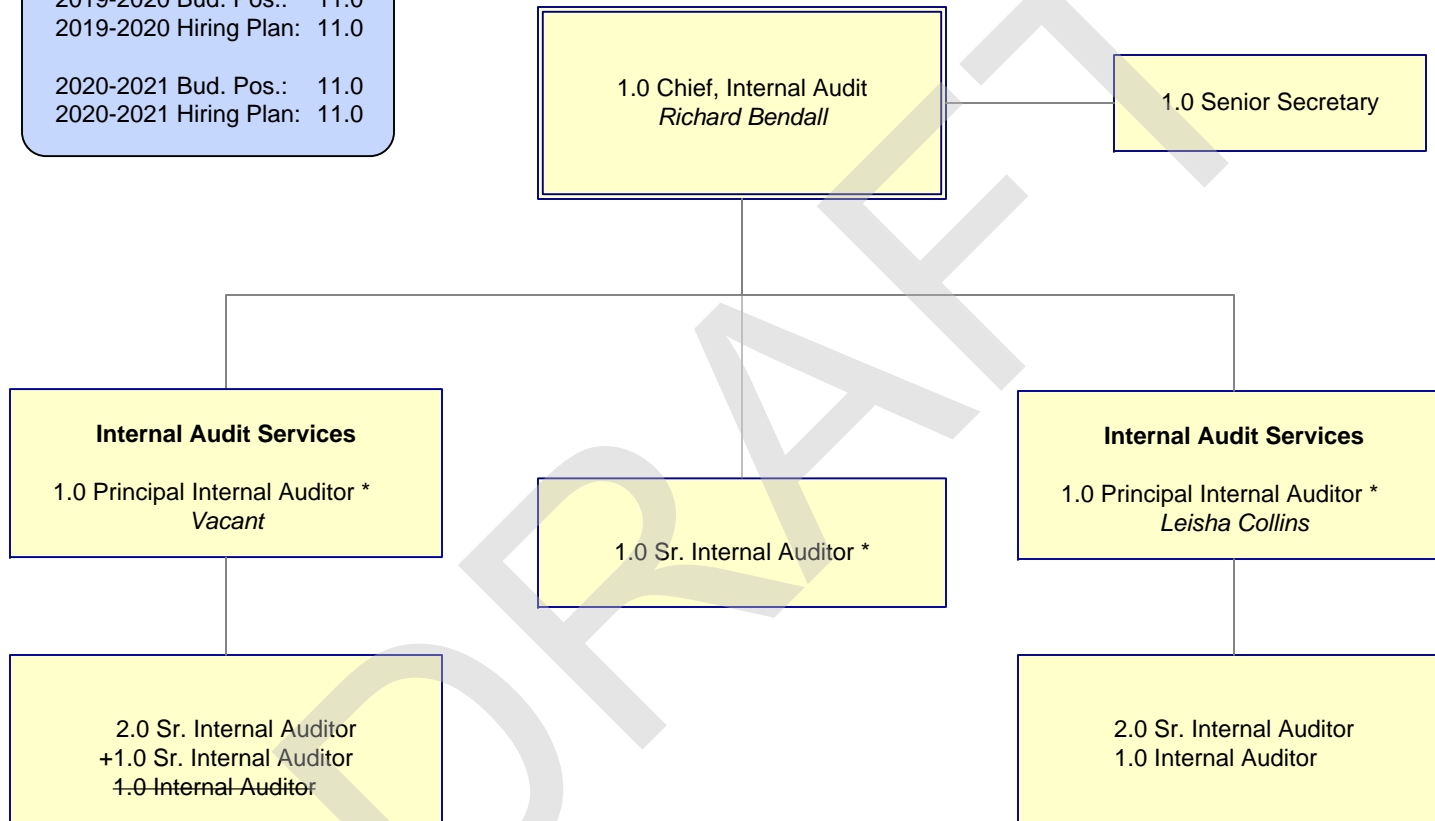 2019-2020 Bud. Pos.: 11.0
2019-2020 Hiring Plan: 11.0
2020-2021 Bud. Pos.: 11.0
2020-2021 Hiring Plan: 11.0
1.0 Chief, Internal Audit
Richard Bendall
1.0 Senior Secretary
Internal Audit Services
1.0 Principal Internal Auditor *
Vacant
1.0 Sr. Internal Auditor *
Internal Audit Services
1.0 Principal Internal Auditor *
Leisha Collins
2.0 Sr. Internal Auditor
+1.0 Sr. Internal Auditor
1.0 Internal Auditor
2.0 Sr. Internal Auditor
1.0 Internal Auditor
DRAFT